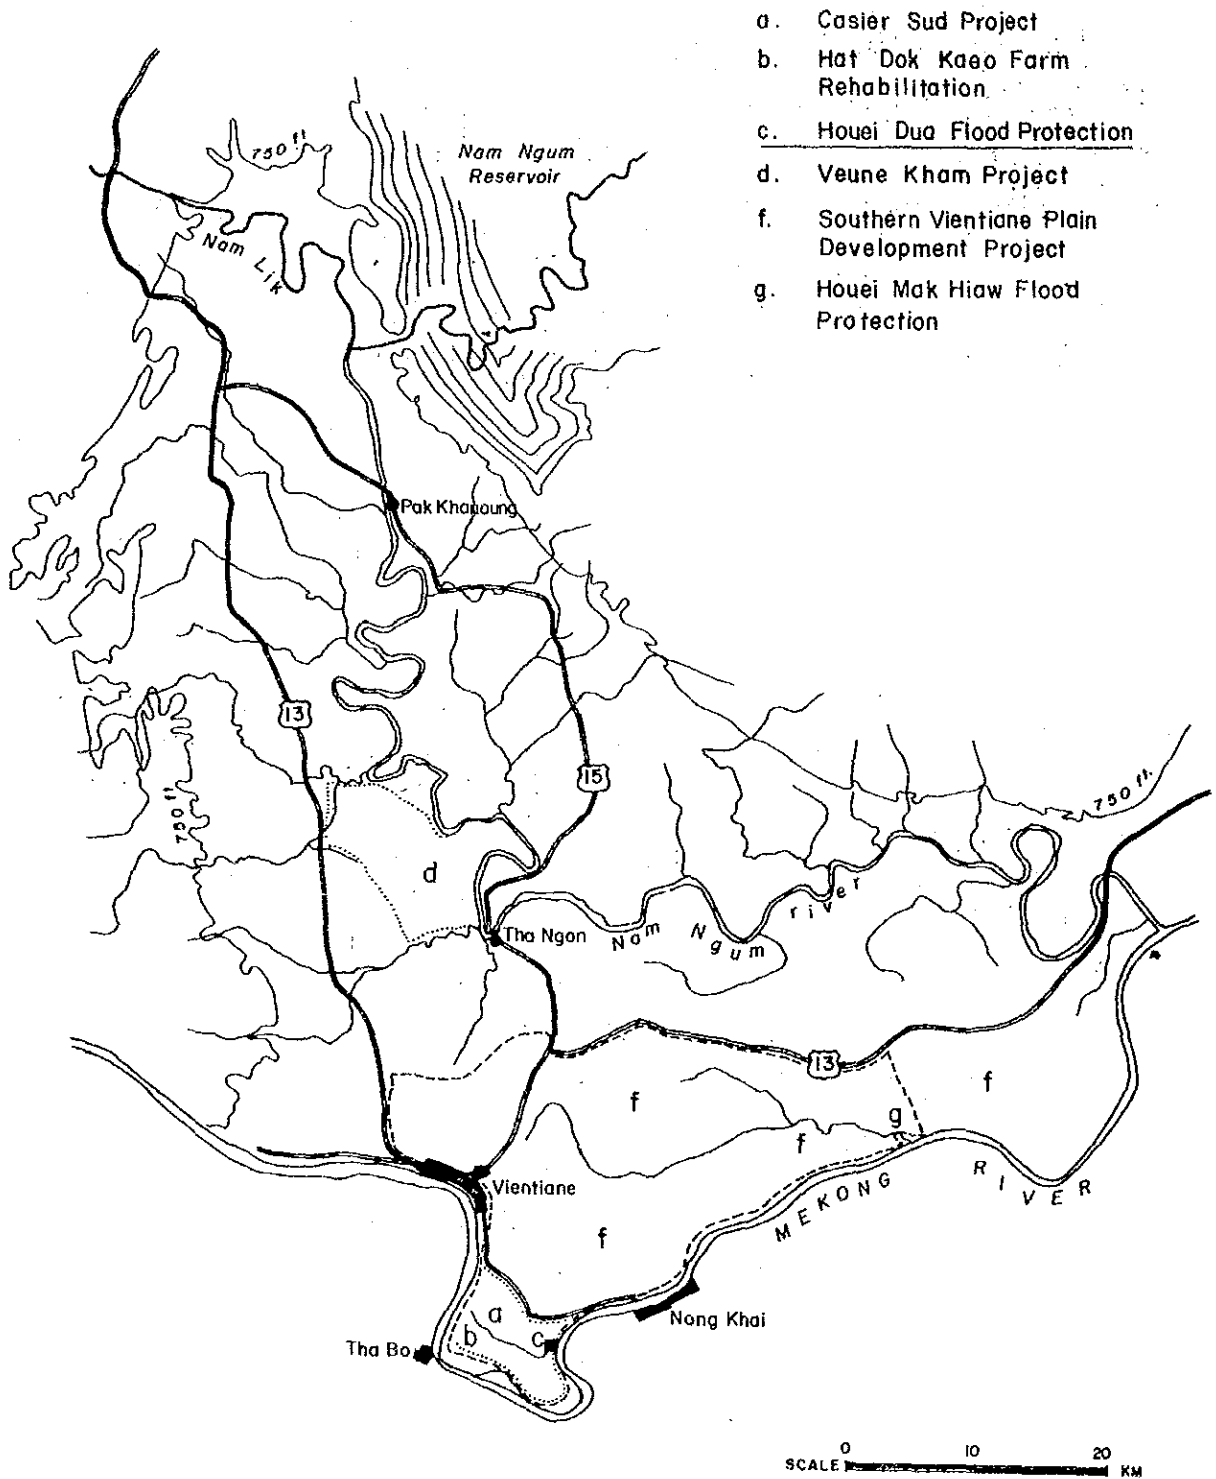 a. Casier Sud Project
b. Hat Dok Kaeo Farm
Rehabilitation
c. Houei Dua Flood Protection
d. Veune Kham Project
f. Southern Vientiane Plain
Development Project
g. Houei Mak Hiaw Flood
Protection
750 ft.
Nam Ngum
Reservoir
Nam Lik
Pak Khanoung
13
15
750 ft.
750 ft.
d
Tha Ngon
Nam Ngum river
13
f
f
g
f
Vientiane
MEKONG RIVER
f
a
b
c
Nong Khai
Tha Bo
0 10 20
SCALE KM